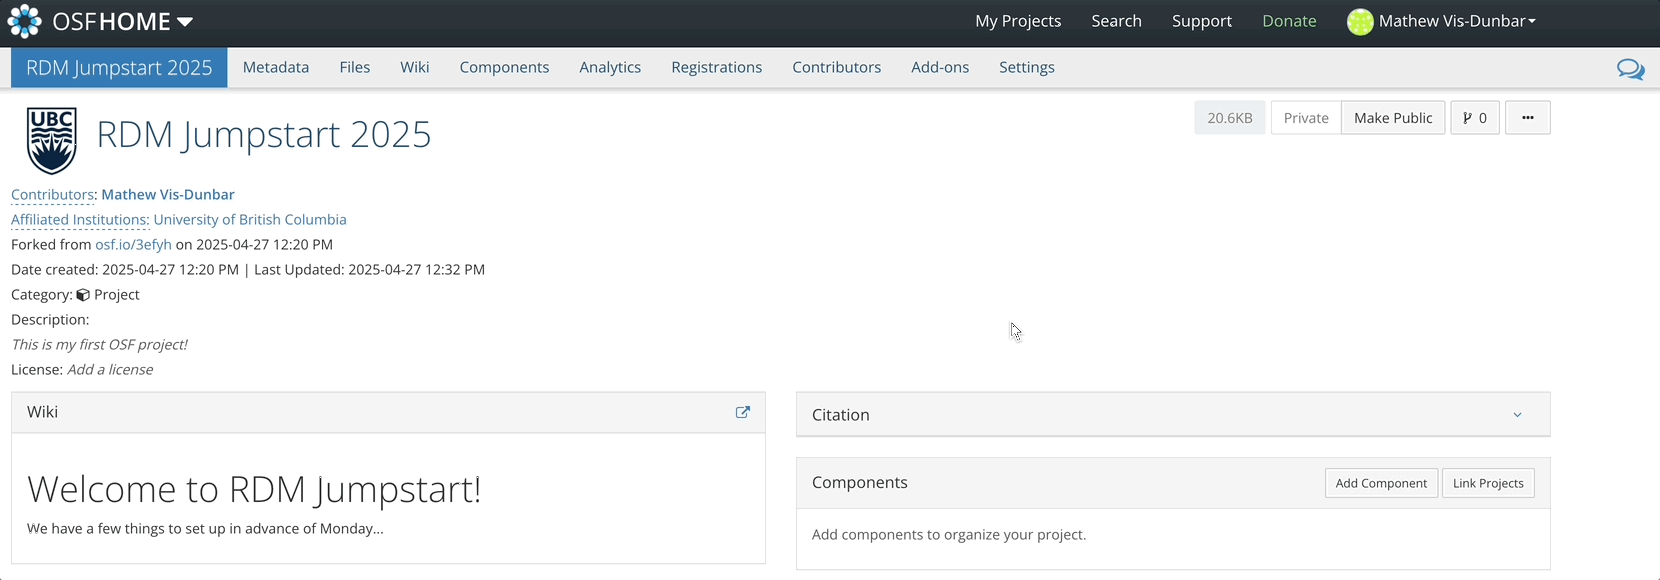 OSFHOME
My Projects Search Support Donate Mathew Vis-Dunbar
RDM Jumpstart 2025 Metadata Files Wiki Components Analytics Registrations Contributors Add-ons Settings
UBC
RDM Jumpstart 2025
20.6KB Private Make Public 0 ...
Contributors: Mathew Vis-Dunbar
Affiliated Institutions: University of British Columbia
Forked from osf.io/3efyh on 2025-04-27 12:20 PM
Date created: 2025-04-27 12:20 PM | Last Updated: 2025-04-27 12:32 PM
Category: Project
Description:
This is my first OSF project!
License: Add a license
Wiki
Welcome to RDM Jumpstart!
We have a few things to set up in advance of Monday...
Citation
Components Add Component Link Projects
Add components to organize your project.